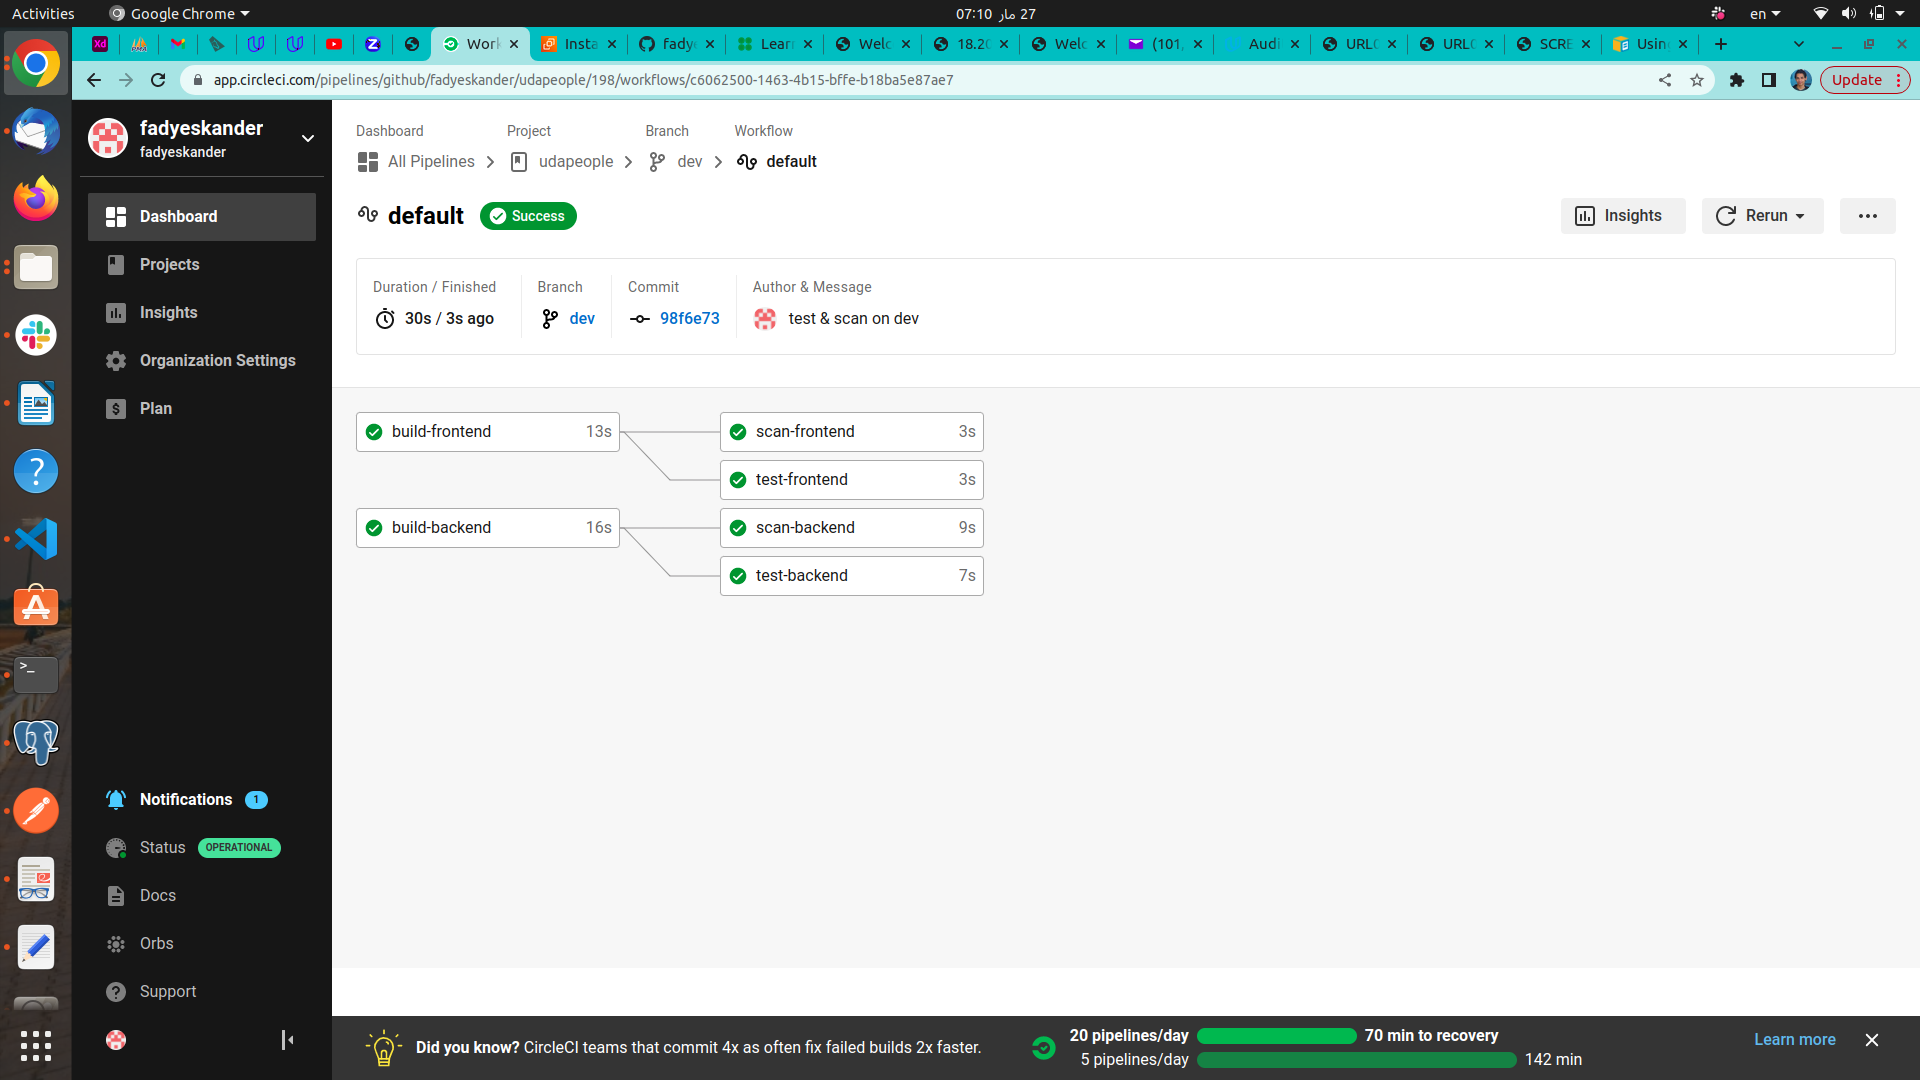 Activities
Google Chrome
07:10 27 مار
en
Work
Insta
fadye
Learn
Welc
18.20
Welc
(101,
Audi
URLC
URLC
SCRE
Using
app.circleci.com/pipelines/github/fadyeskander/udapeople/198/workflows/c6062500-1463-4b15-bffe-b18ba5e87ae7
Update
fadyeskander
fadyeskander
Dashboard
Projects
Insights
Organization Settings
Plan
Notifications 1
Status OPERATIONAL
Docs
Orbs
Support
Dashboard Project Branch Workflow
All Pipelines udapeople dev default
default Success
Insights Rerun
Duration / Finished Branch Commit Author & Message
30s / 3s ago dev 98f6e73 test & scan on dev
build-frontend 13s scan-frontend 3s
test-frontend 3s
build-backend 16s scan-backend 9s
test-backend 7s
Did you know? CircleCI teams that commit 4x as often fix failed builds 2x faster.
20 pipelines/day 70 min to recovery
5 pipelines/day 142 min
Learn more